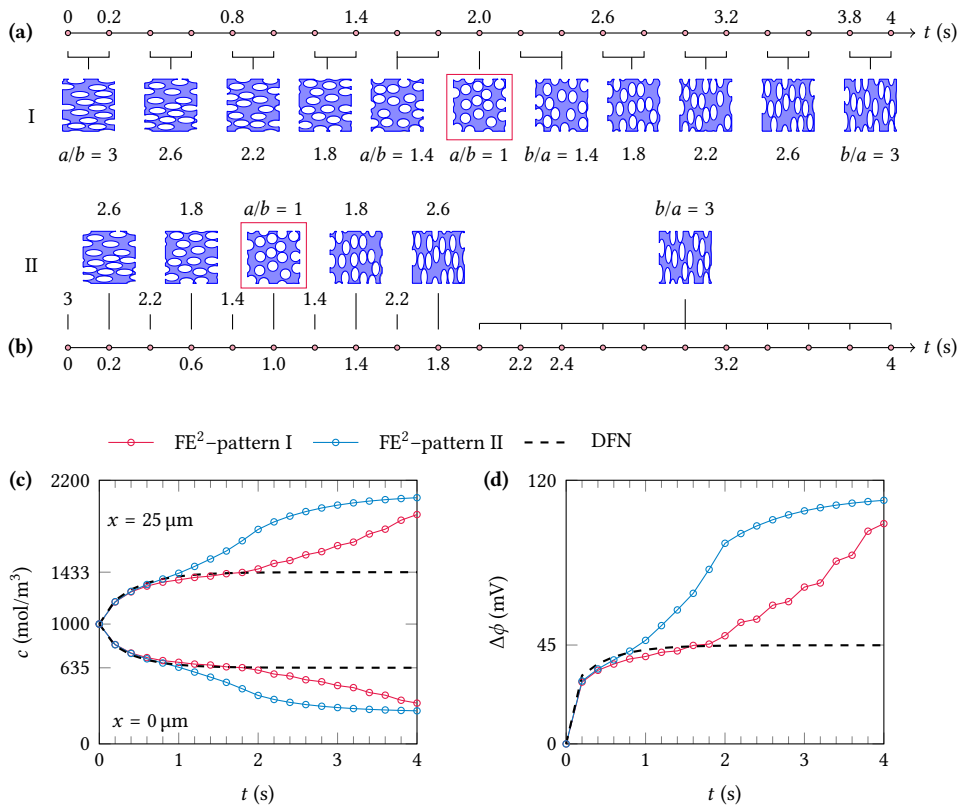 0 0.2 0.8 1.4 2.0 2.6 3.2 3.8 4
(a) t (s)
I
a/b = 3 2.6 2.2 1.8 a/b = 1.4 a/b = 1 b/a = 1.4 1.8 2.2 2.6 b/a = 3
2.6 1.8 a/b = 1 1.8 2.6 b/a = 3
II
3 2.2 1.4 1.4 2.2
(b) t (s)
0 0.2 0.6 1.0 1.4 1.8 2.2 2.4 3.2 4
FE²−pattern I FE²−pattern II DFN
(c)
2200
x = 25 μm
1433
1000
635
x = 0 μm
0
c (mol/m³)
0 1 2 3 4
t (s)
(d)
120
45
0
Δϕ (mV)
0 1 2 3 4
t (s)